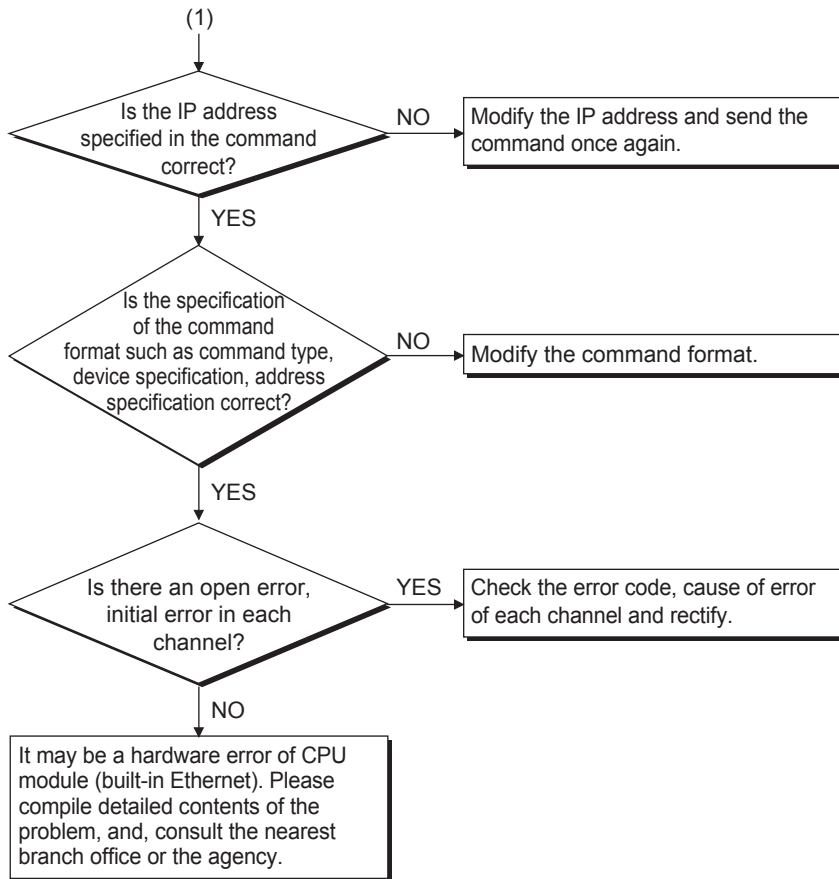 (1)
Is the IP address
specified in the command
correct?
NO
Modify the IP address and send the
command once again.
YES
Is the specification
of the command
format such as command type,
device specification, address
specification correct?
NO
Modify the command format.
YES
Is there an open error,
initial error in each
channel?
YES
Check the error code, cause of error
of each channel and rectify.
NO
It may be a hardware error of CPU
module (built-in Ethernet). Please
compile detailed contents of the
problem, and, consult the nearest
branch office or the agency.